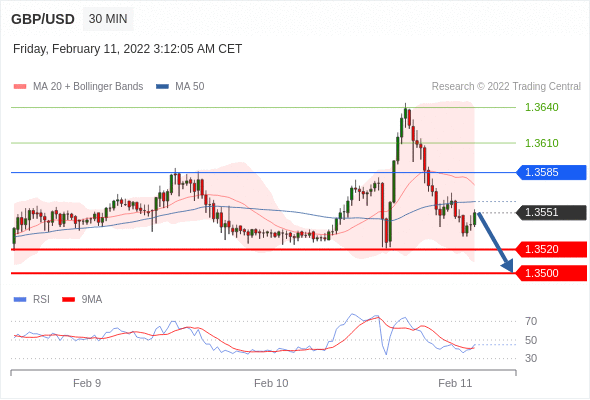 GBP/USD 30 MIN
Friday, February 11, 2022 3:12:05 AM CET
MA 20 + Bollinger Bands MA 50 Research © 2022 Trading Central
1.3640
1.3610
1.3585
1.3551
1.3520
1.3500
RSI 9MA
70
50
30
Feb 9 Feb 10 Feb 11